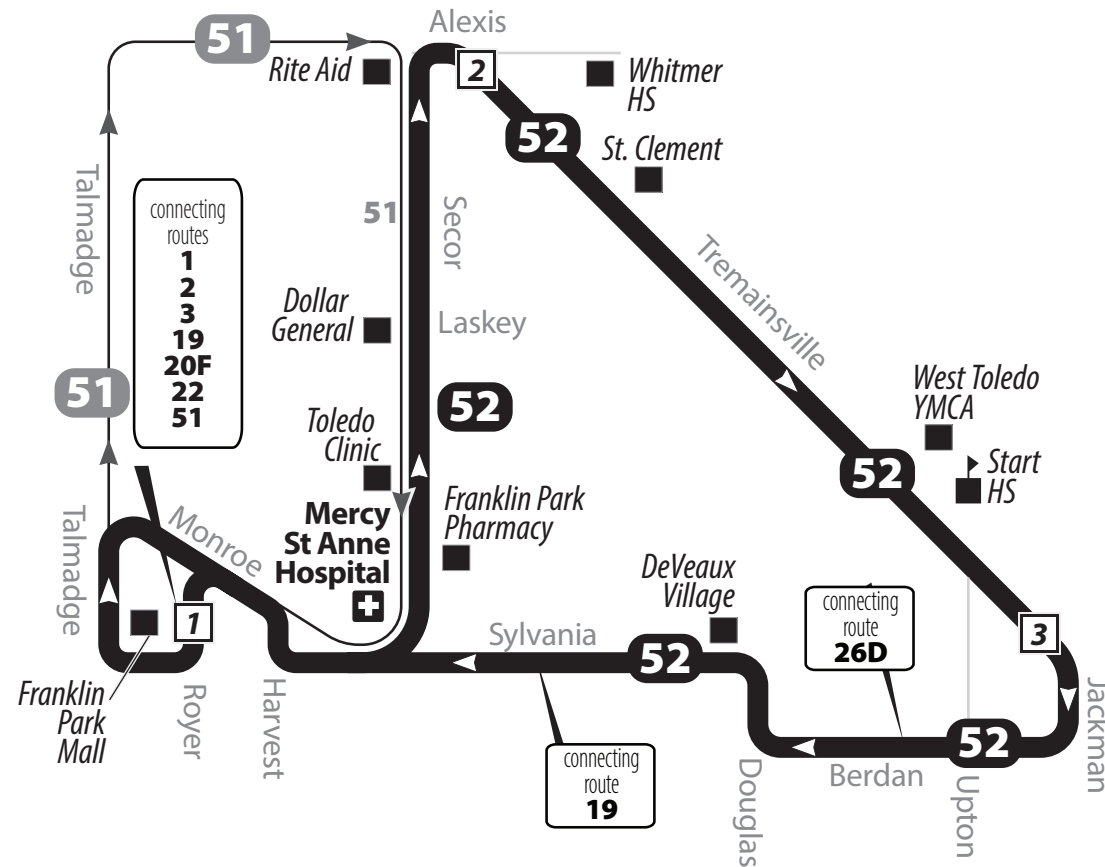 Alexis
51
2
Rite Aid
Whitmer
HS
52
St. Clement
Talmadge
connecting
routes
1
2
3
19
20F
22
51
51
Secor
Tremainsville
Dollar
General
Laskey
51
52
West Toledo
YMCA
Toledo
Clinic
52
Start
HS
Franklin Park
Pharmacy
Talmadge
Monroe
Mercy
St Anne
Hospital
DeVeaux
Village
connecting
route
26D
1
3
Sylvania
52
Franklin
Park
Mall
Royer
Harvest
Jackman
52
connecting
route
19
Douglas
Berdan
Upton